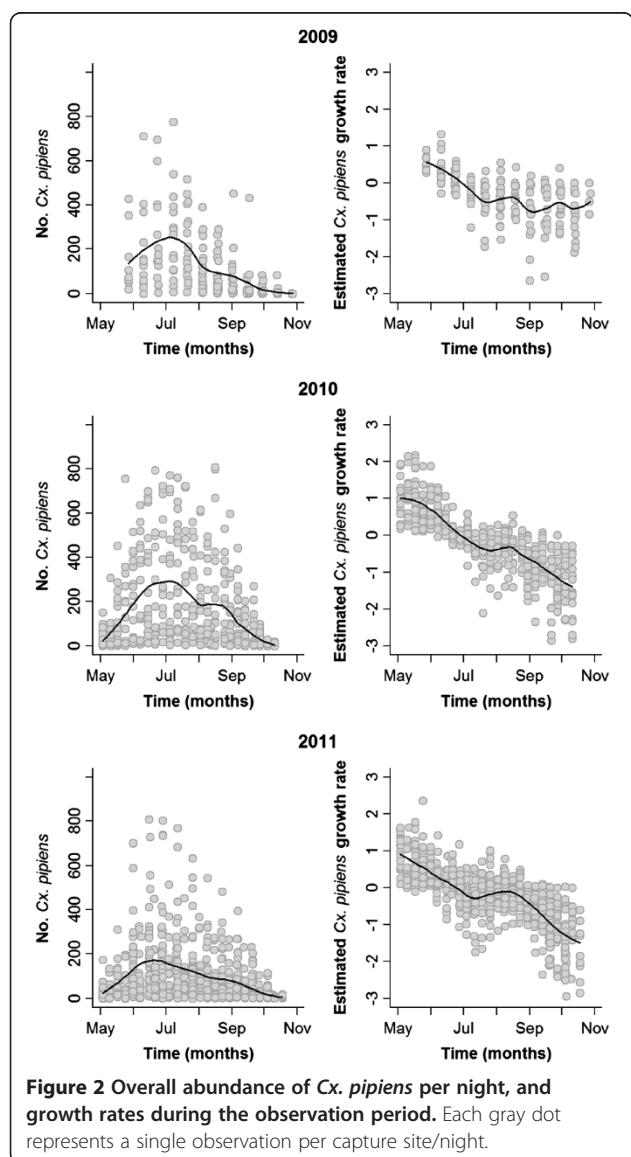 2009
No. Cx. pipiens
0 200 400 600 800
May Jul Sep Nov
Time (months)
Estimated Cx. pipiens growth rate
-3 -2 -1 0 1 2 3
May Jul Sep Nov
Time (months)
2010
No. Cx. pipiens
0 200 400 600 800
May Jul Sep Nov
Time (months)
Estimated Cx. pipiens growth rate
-3 -2 -1 0 1 2 3
May Jul Sep Nov
Time (months)
2011
No. Cx. pipiens
0 200 400 600 800
May Jul Sep Nov
Time (months)
Estimated Cx. pipiens growth rate
-3 -2 -1 0 1 2 3
May Jul Sep Nov
Time (months)
Figure 2 Overall abundance of Cx. pipiens per night, and
growth rates during the observation period. Each gray dot
represents a single observation per capture site/night.